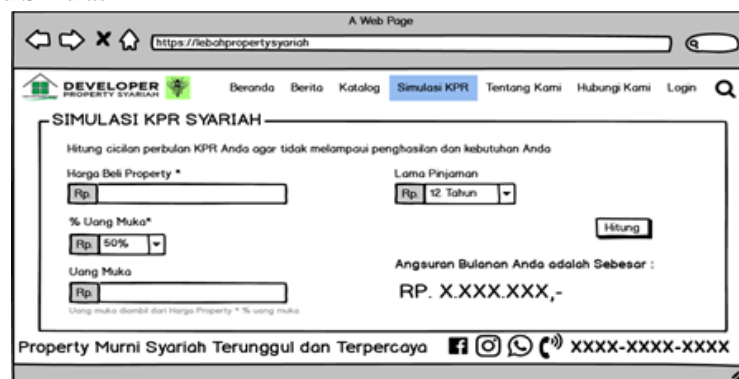 A Web Page
https://lebahpropertysyariah
DEVELOPER
PROPERTY SYARIAH
Beranda Berita Katalog Simulasi KPR Tentang Kami Hubungi Kami Login
SIMULASI KPR SYARIAH
Hitung cicilan perbulan KPR Anda agar tidak melampaui penghasilan dan kebutuhan Anda
Harga Beli Property * Lama Pinjaman
Rp. Rp. 12 Tahun
% Uang Muka* Hitung
Rp. 50%
Uang Muka Angsuran Bulanan Anda adalah Sebesar :
Rp. RP. X.XXX.XXX,-
Uang muka diambil dari Harga Property * % uang muka
Property Murni Syariah Terunggul dan Terpercaya XXXX-XXXX-XXXX